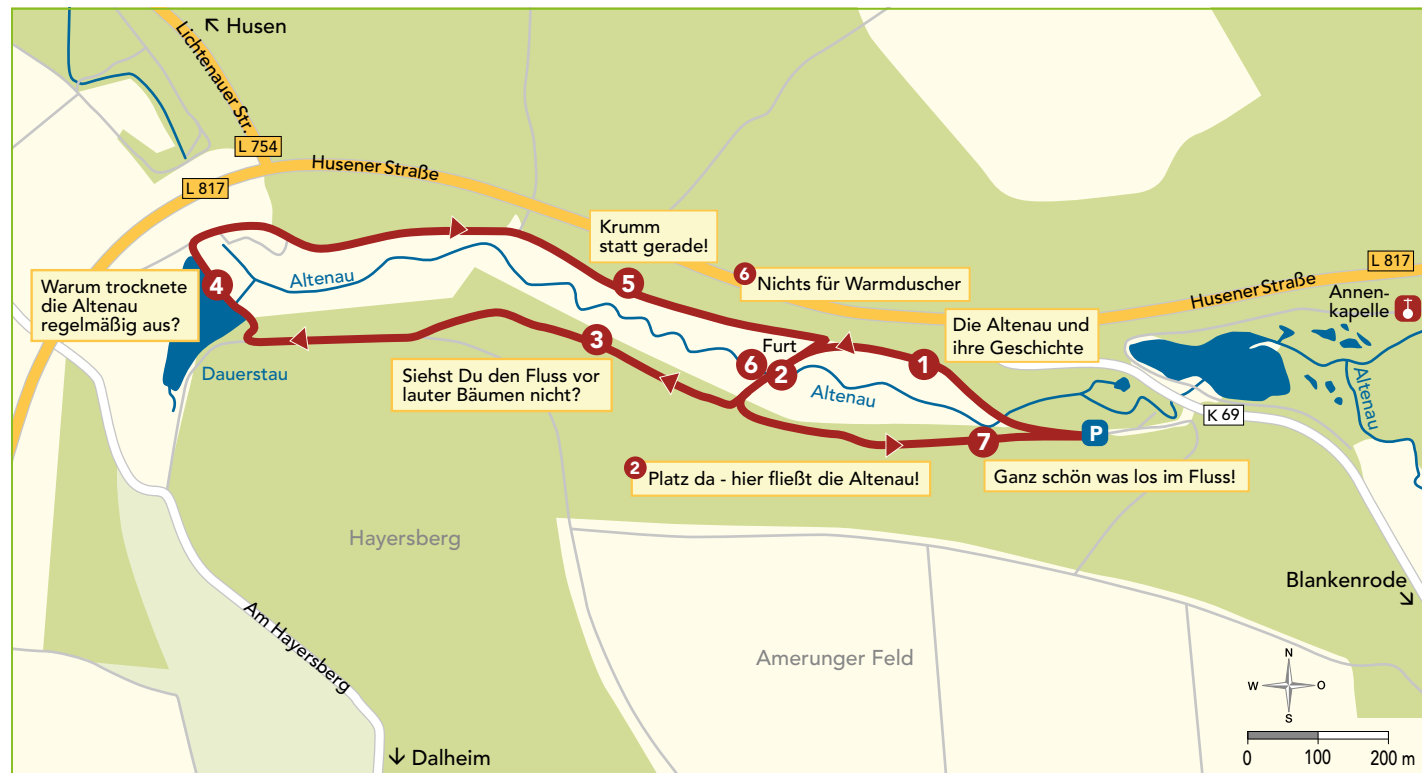 Husen
Lichtenauer Str.
L 754
Husener Straße
L 817
Krumm
statt gerade!
6
Nichts für Warmduscher
L 817
Husener Straße
Annen-
kapelle
Warum trocknete
die Altenau
regelmäßig aus?
4
Altenau
5
Die Altenau und
ihre Geschichte
Furt
3
6
2
1
Dauerstau
Siehst Du den Fluss vor
lauter Bäumen nicht?
Altenau
Altenau
K 69
P
7
2
Platz da - hier fließt die Altenau!
Ganz schön was los im Fluss!
Hayersberg
Blankenrode
Am Hayersberg
Amerunger Feld
N
W
O
S
0 100 200 m
Dalheim